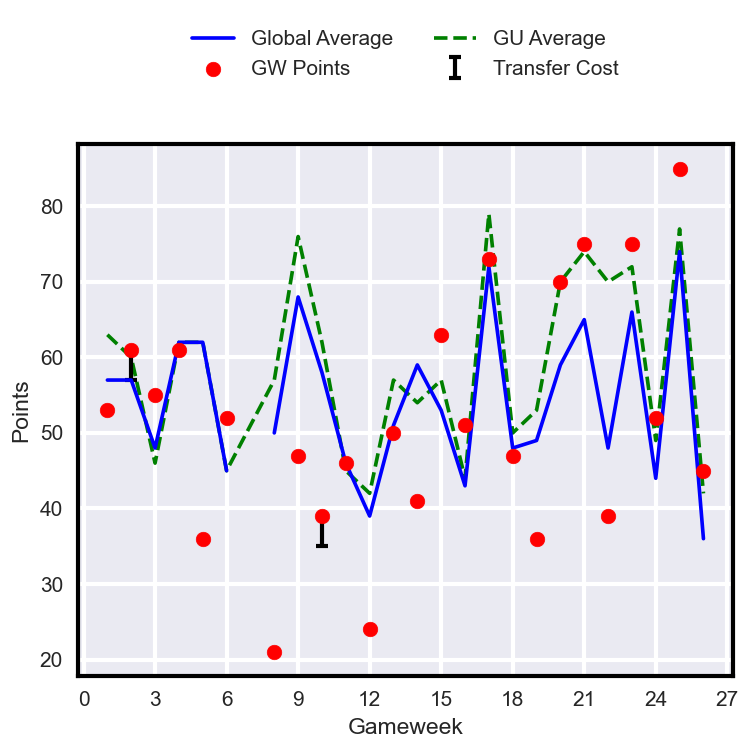 Global Average
GU Average
GW Points
Transfer Cost
Points
80
70
60
50
40
30
20
0 3 6 9 12 15 18 21 24 27
Gameweek